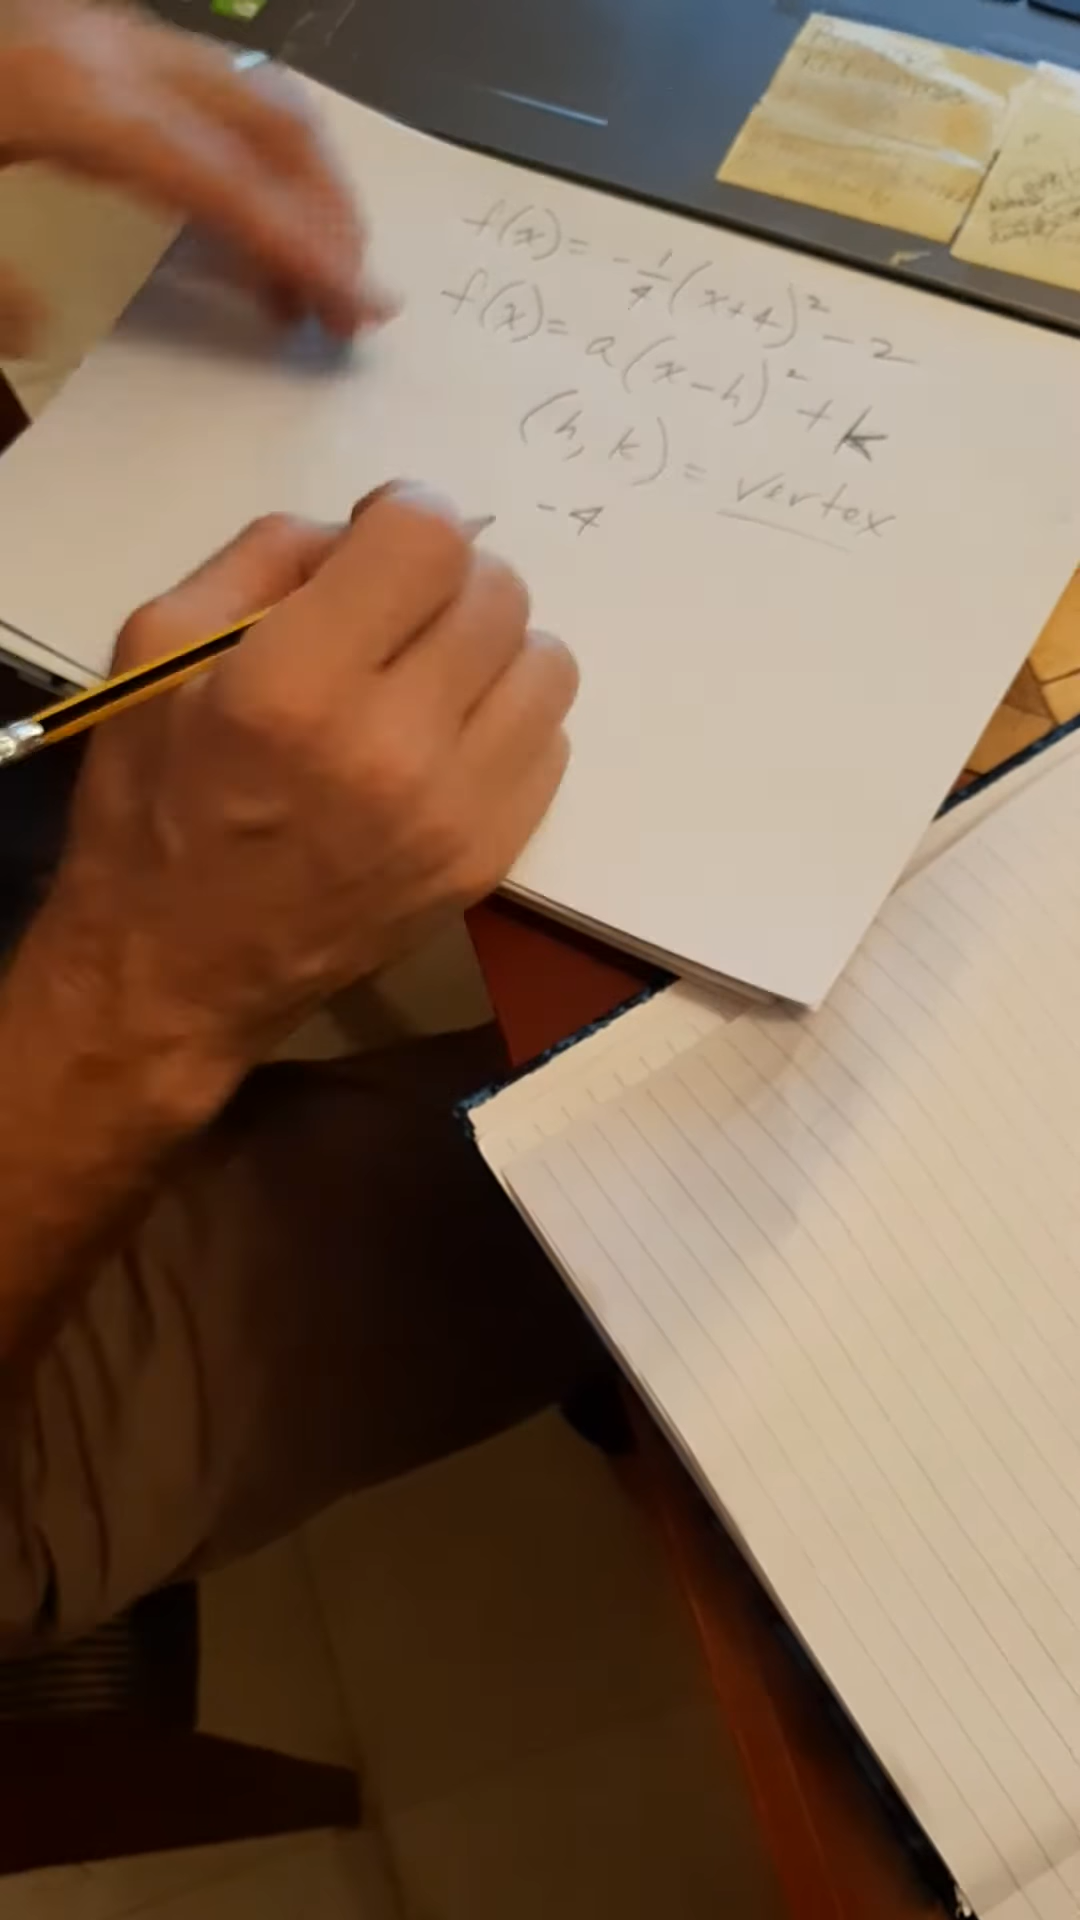 f(x) = -1/4 (x+4)² - 2
f(x) = a(x-h)² + k
(h, k) = vertex
-4